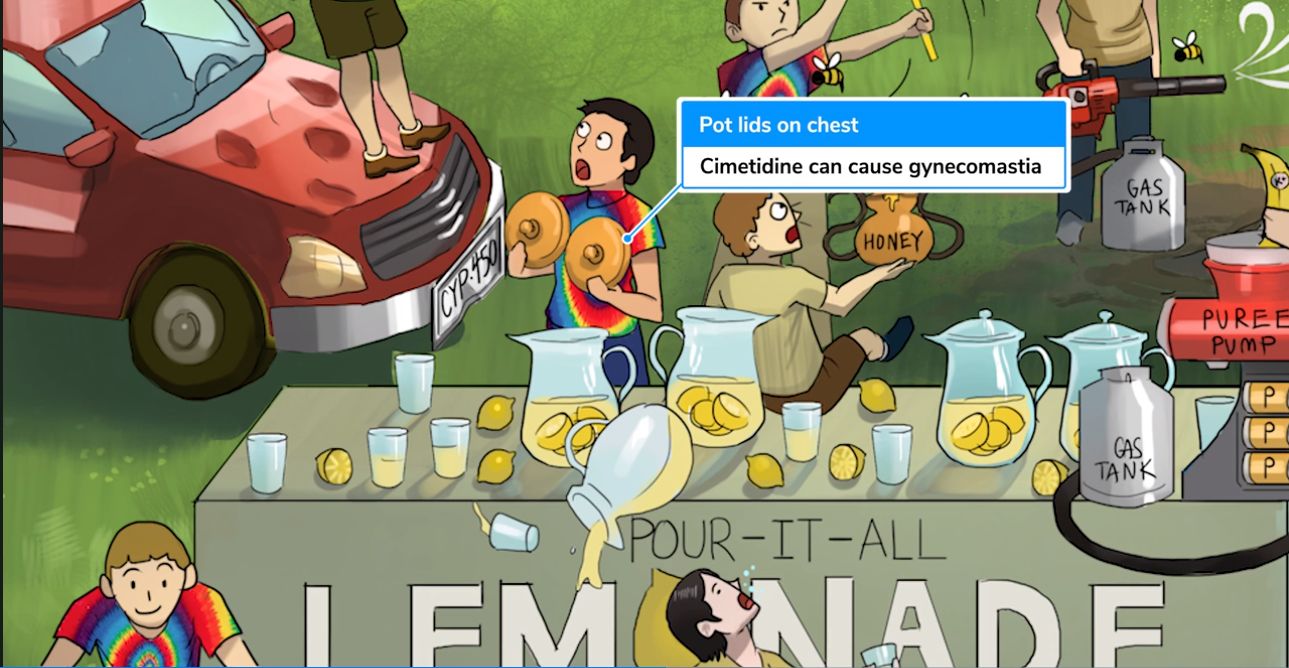 Pot lids on chest
Cimetidine can cause gynecomastia
GAS
TANK
HONEY
CYP-450
PUREE
PUMP
GAS
TANK
P
P
P
POUR-IT-ALL
LEMONADE